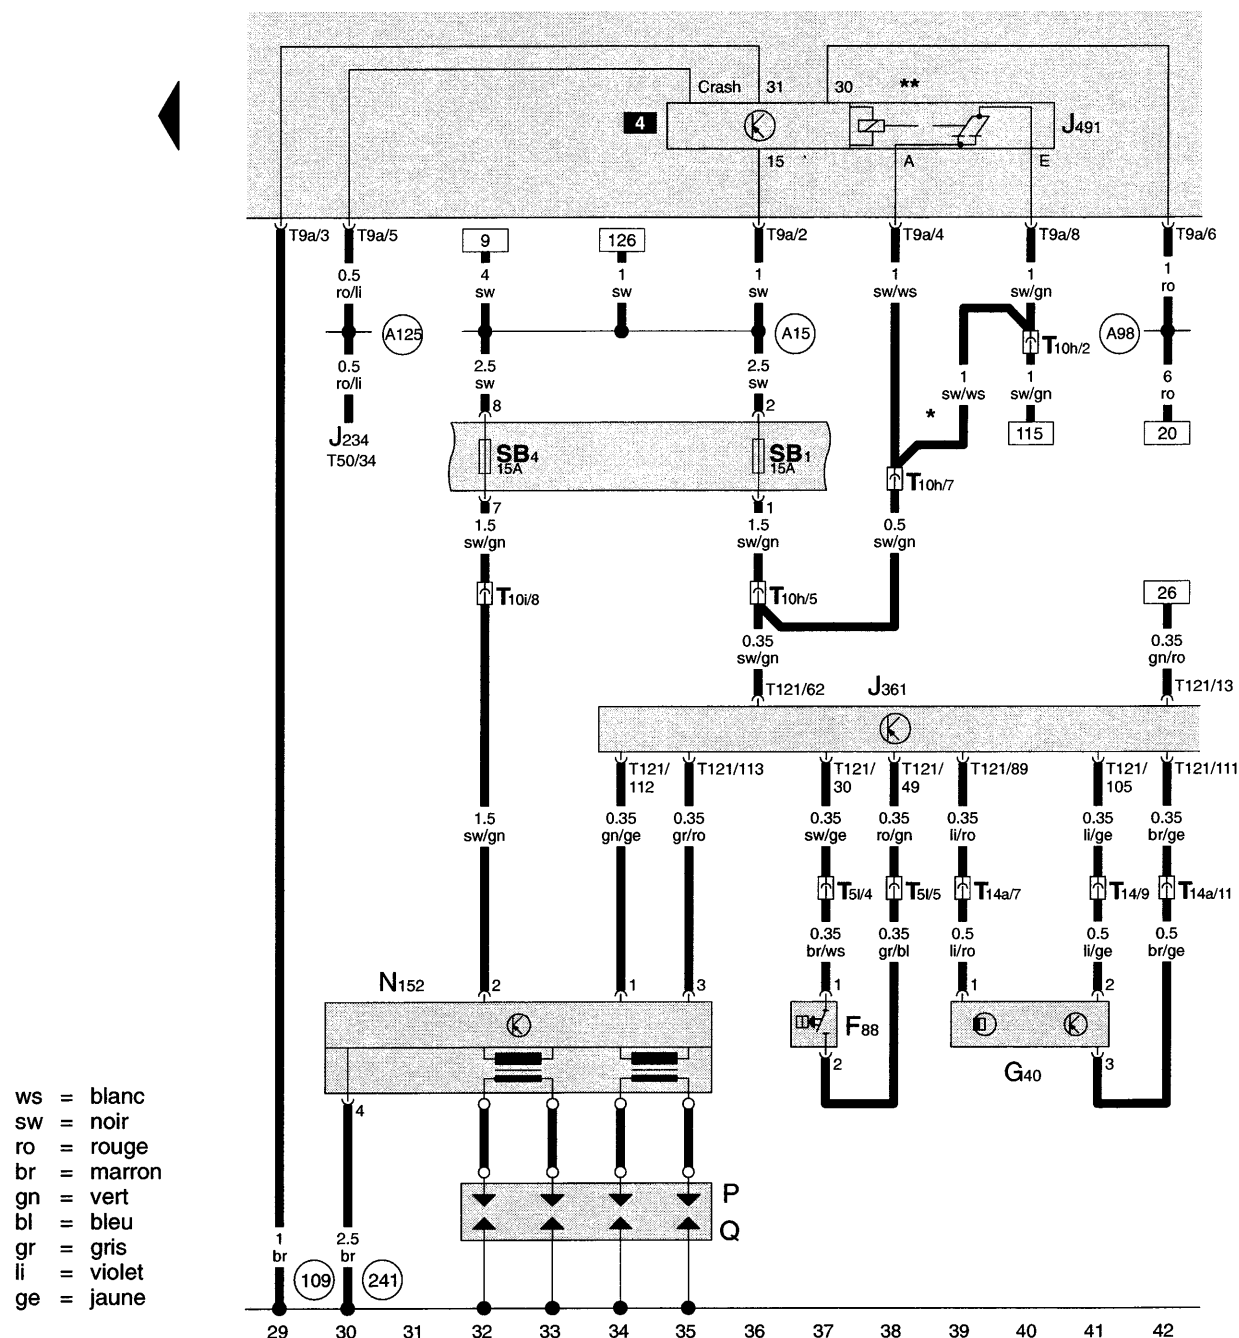 Crash 31 30 **
4 J491
15 A E
T9a/3 T9a/5 9 126 T9a/2 T9a/4 T9a/8 T9a/6
0.5 4 1 1 1 1 1
ro/li sw sw sw sw/ws sw/gn ro
A125 A15 T10h/2 A98
0.5 2.5 2.5 1 1 6
ro/li sw sw sw/ws sw/gn ro
8 2 *
J234 115 20
T50/34
SB4 SB1
15A 15A
T10h/7
7 1
1.5 1.5 0.5
sw/gn sw/gn sw/gn
T10i/8 T10h/5 26
0.35 0.35
sw/gn gn/ro
T121/62 J361 T121/13
T121/ T121/113 T121/ T121/ T121/89 T121/ T121/111
112 30 49 105
1.5 0.35 0.35 0.35 0.35 0.35 0.35 0.35
sw/gn gn/ge gr/ro sw/ge ro/gn li/ro li/ge br/ge
T5l/4 T5l/5 T14a/7 T14/9 T14a/11
0.35 0.35 0.5 0.5 0.5
br/ws gr/bl li/ro li/ge br/ge
N152 2 1 3 1 1 2
F88
2 G40 3
4
ws = blanc
sw = noir
ro = rouge
br = marron
gn = vert
bl = bleu
gr = gris
li = violet
ge = jaune
P
Q
1 2.5
br br
109 241
29 30 31 32 33 34 35 36 37 38 39 40 41 42